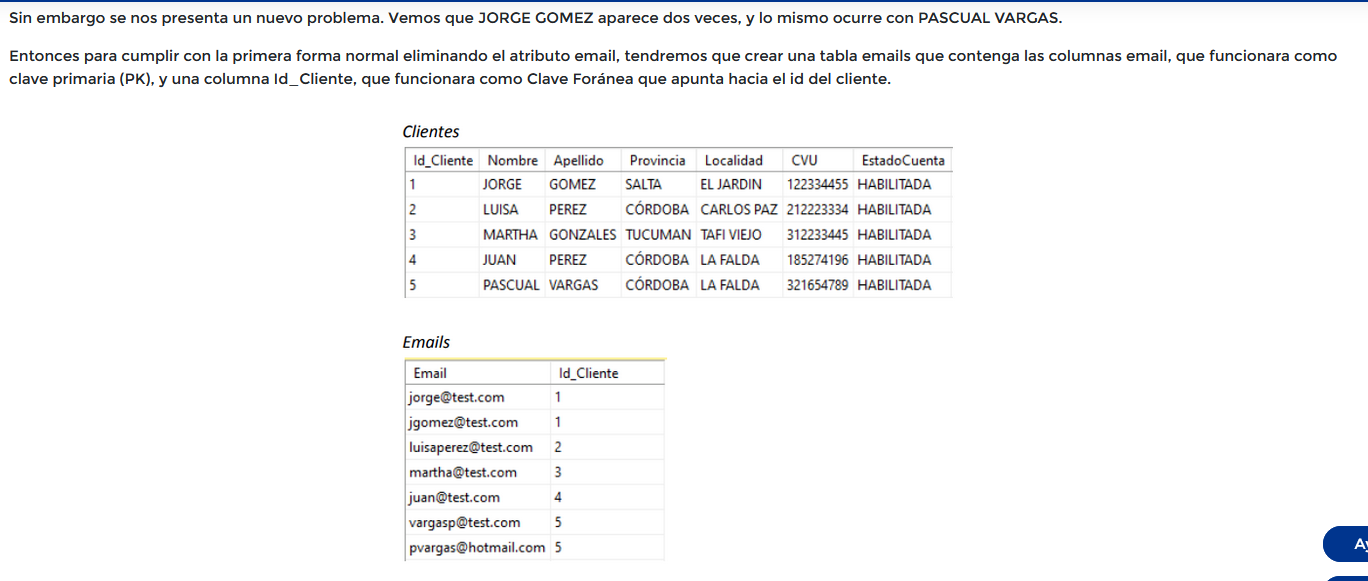 Sin embargo se nos presenta un nuevo problema. Vemos que JORGE GOMEZ aparece dos veces, y lo mismo ocurre con PASCUAL VARGAS.
Entonces para cumplir con la primera forma normal eliminando el atributo email, tendremos que crear una tabla emails que contenga las columnas email, que funcionara como
clave primaria (PK), y una columna Id_Cliente, que funcionara como Clave Foránea que apunta hacia el id del cliente.
Clientes
Id_Cliente Nombre Apellido Provincia Localidad CVU EstadoCuenta
1 JORGE GOMEZ SALTA EL JARDIN 122334455 HABILITADA
2 LUISA PEREZ CÓRDOBA CARLOS PAZ 212223334 HABILITADA
3 MARTHA GONZALES TUCUMAN TAFI VIEJO 312233445 HABILITADA
4 JUAN PEREZ CÓRDOBA LA FALDA 185274196 HABILITADA
5 PASCUAL VARGAS CÓRDOBA LA FALDA 321654789 HABILITADA
Emails
Email Id_Cliente
jorge@test.com 1
jgomez@test.com 1
luisaperez@test.com 2
martha@test.com 3
juan@test.com 4
vargasp@test.com 5
pvargas@hotmail.com 5